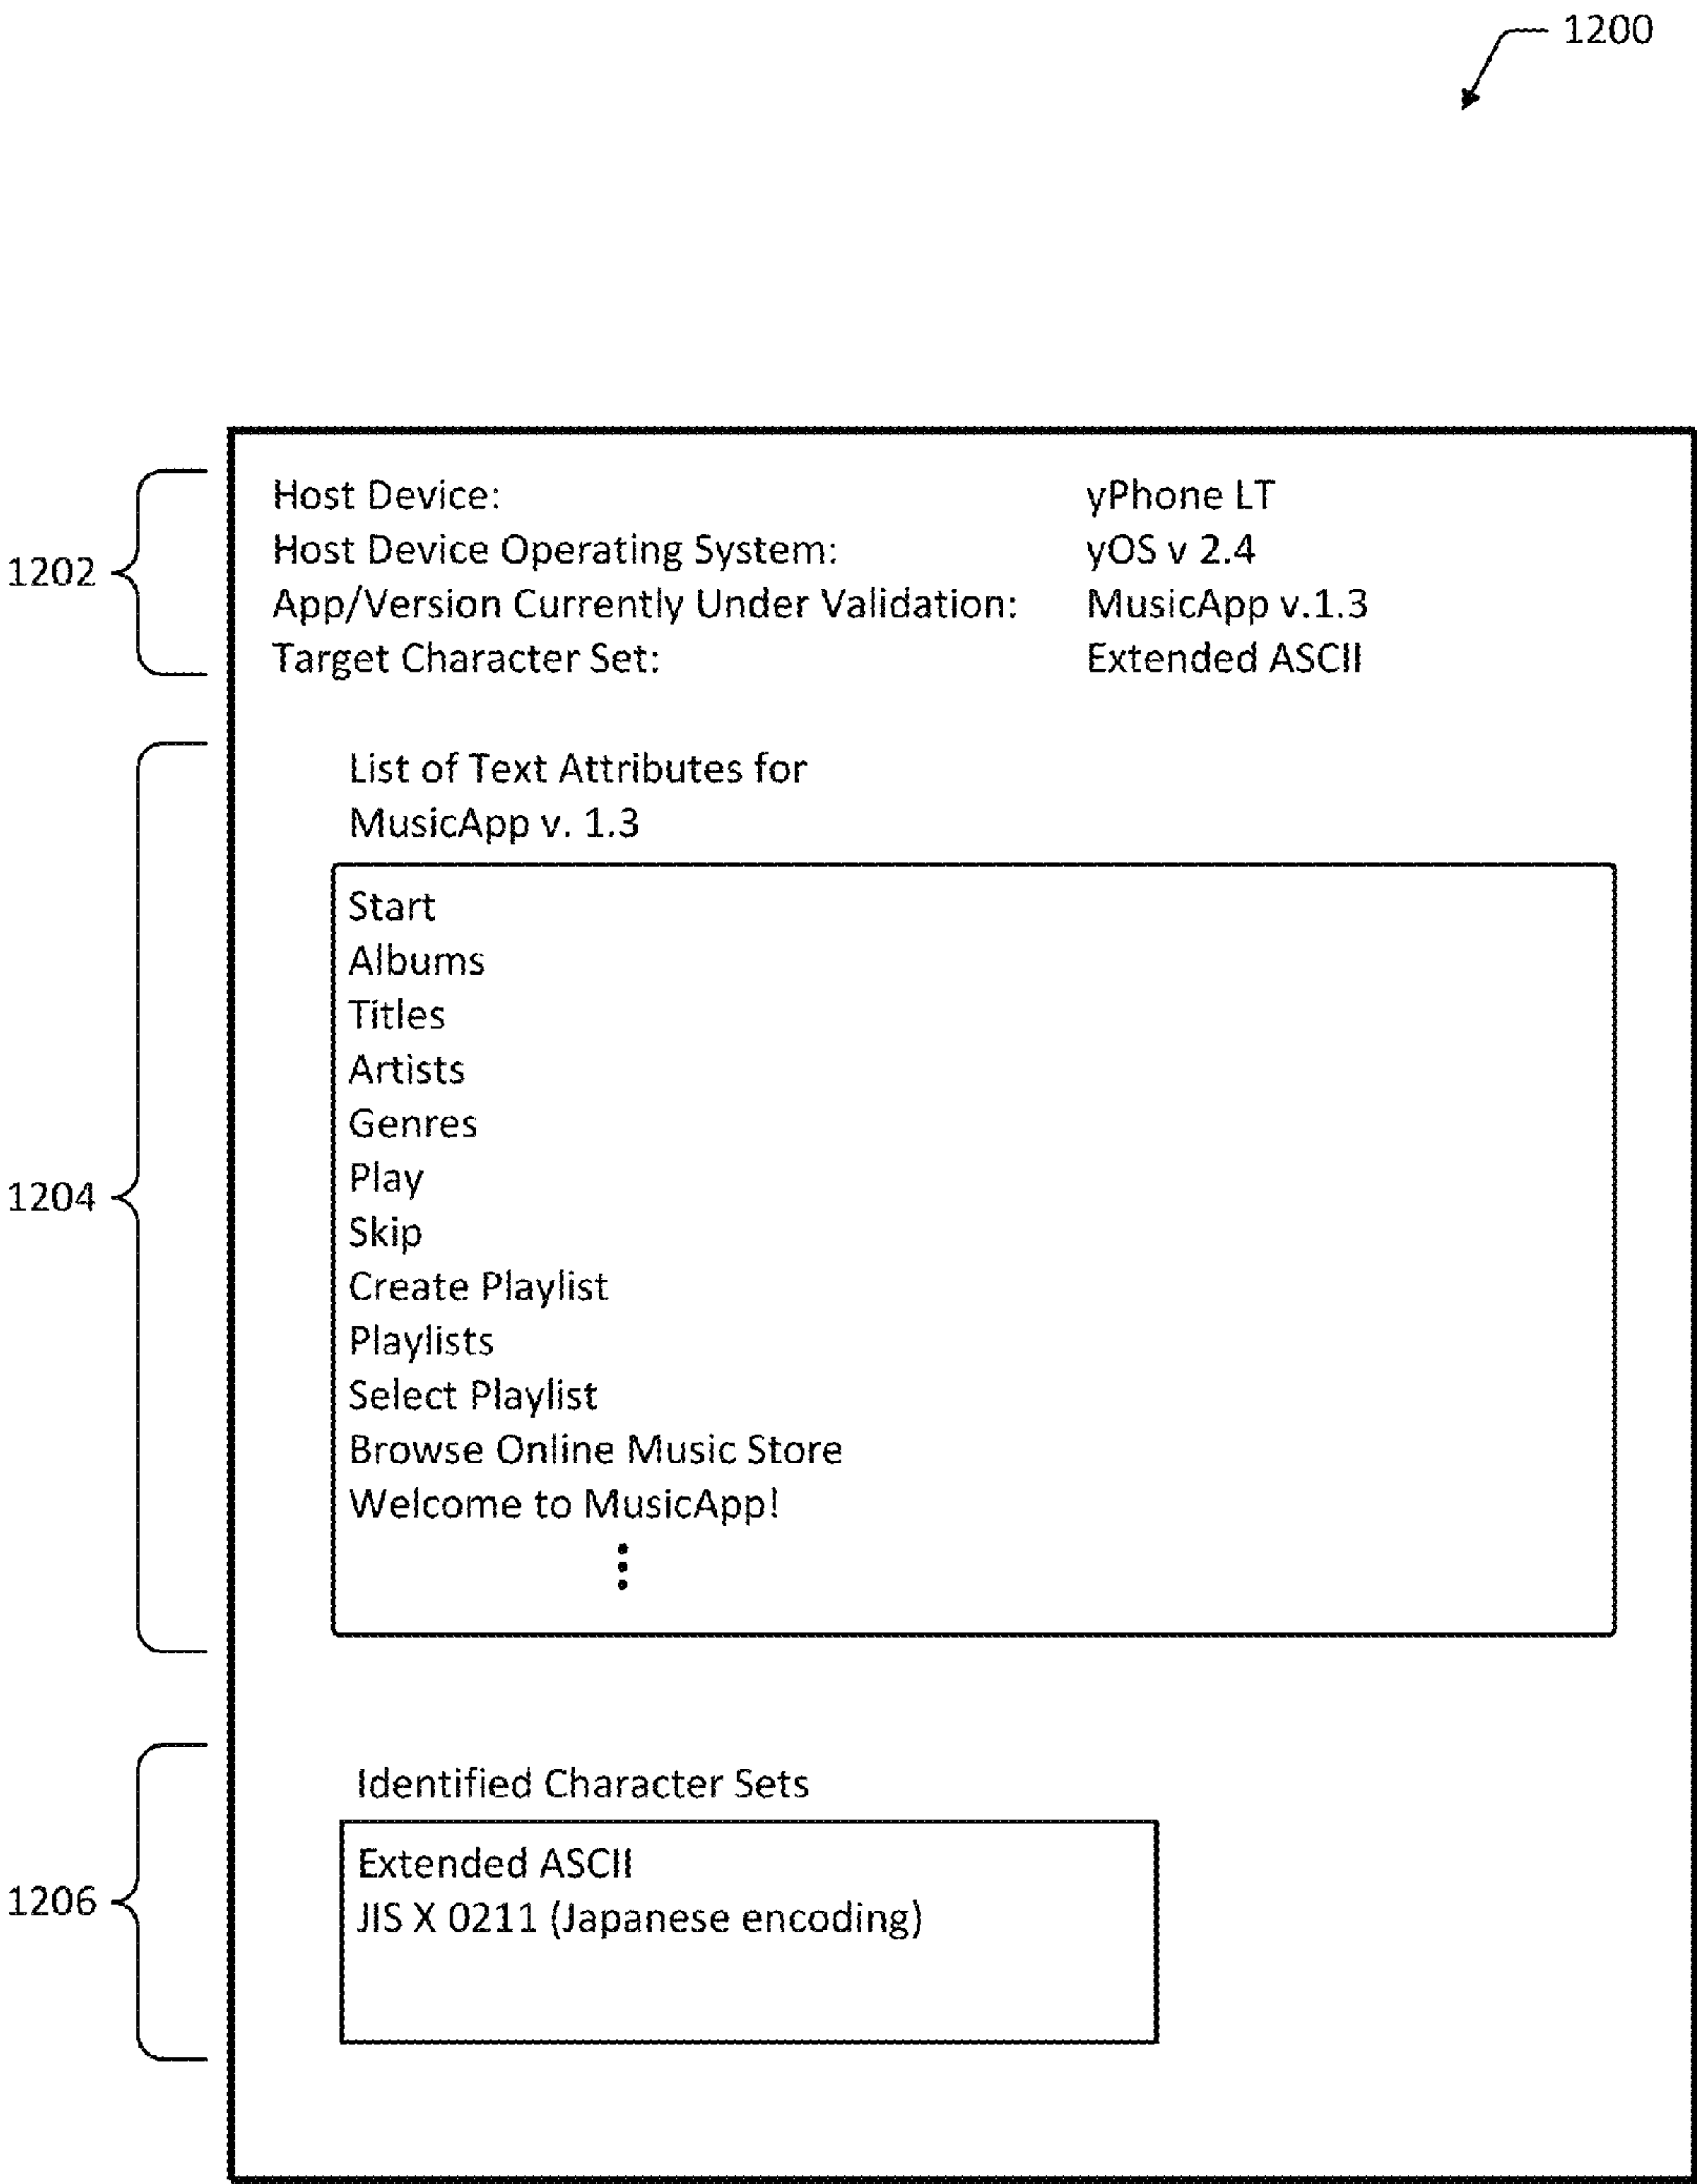 1200
1202
Host Device: yPhone LT
Host Device Operating System: yOS v 2.4
App/Version Currently Under Validation: MusicApp v.1.3
Target Character Set: Extended ASCII
1204
List of Text Attributes for
MusicApp v. 1.3
Start
Albums
Titles
Artists
Genres
Play
Skip
Create Playlist
Playlists
Select Playlist
Browse Online Music Store
Welcome to MusicApp!
1206
Identified Character Sets
Extended ASCII
JIS X 0211 (Japanese encoding)